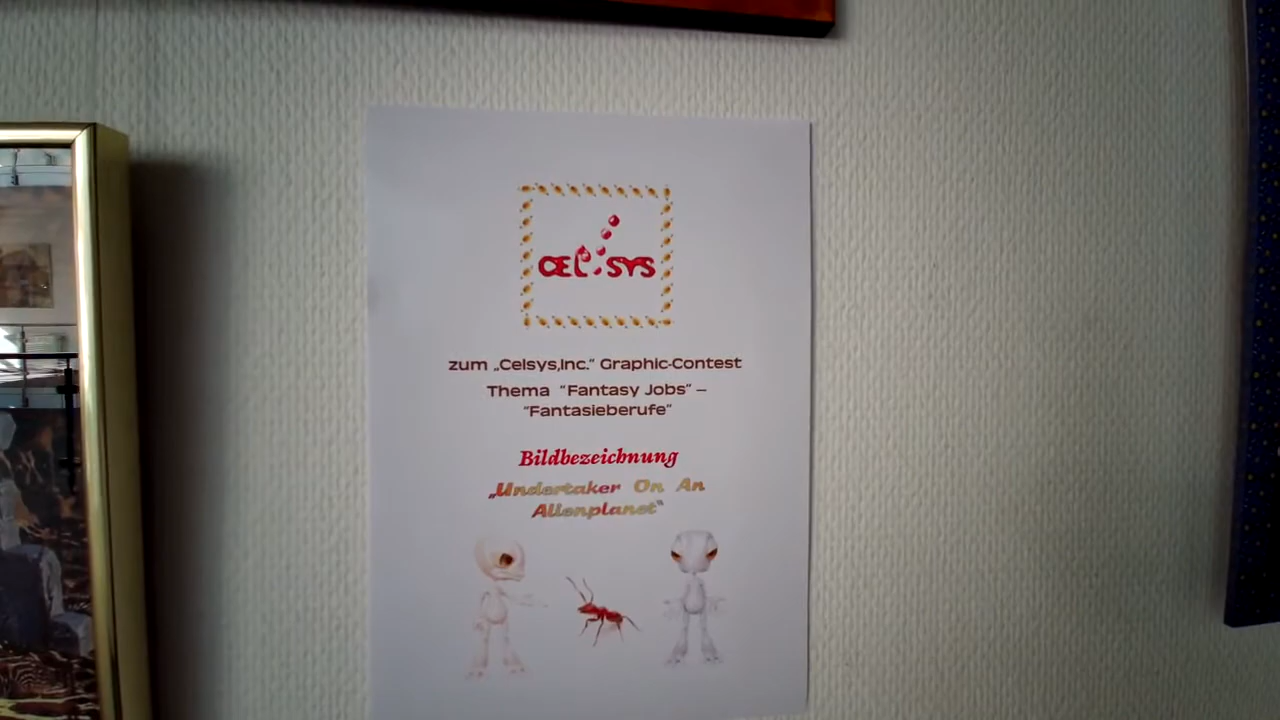 CELSYS
zum „Celsys,Inc.” Graphic-Contest
Thema “Fantasy Jobs” –
“Fantasieberufe”
Bildbezeichnung
„Undertaker On An
Alienplanet“